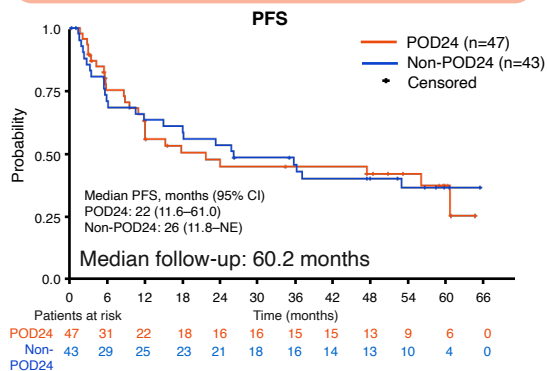 PFS
POD24 (n=47)
Non-POD24 (n=43)
Censored
Probability
1.0
0.75
0.50
0.25
0.0
Median PFS, months (95% CI)
POD24: 22 (11.6–61.0)
Non-POD24: 26 (11.8–NE)
Median follow-up: 60.2 months
0 6 12 18 24 30 36 42 48 54 60 66
Patients at risk
Time (months)
POD24 47 31 22 18 16 16 15 15 13 9 6 0
Non- 43 29 25 23 21 18 16 14 13 10 4 0
POD24